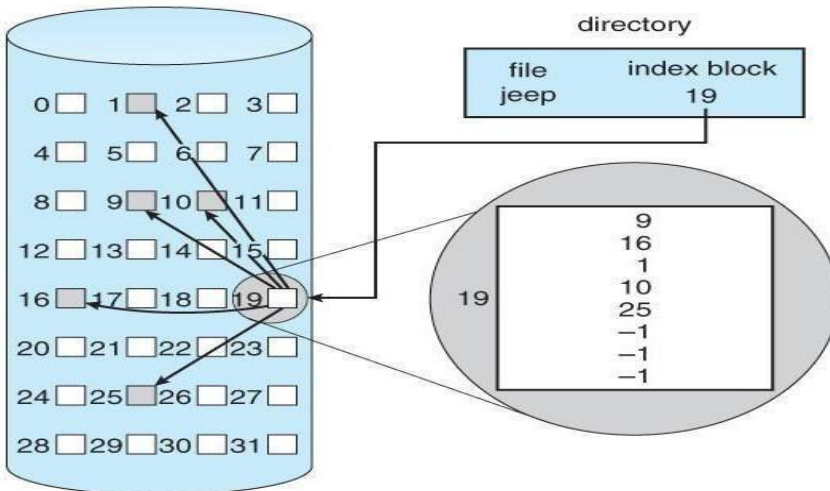 directory
file index block
jeep 19
0 1 2 3
4 5 6 7
8 9 10 11
12 13 14 15
16 17 18 19
20 21 22 23
24 25 26 27
28 29 30 31
19
9
16
1
10
25
–1
–1
–1